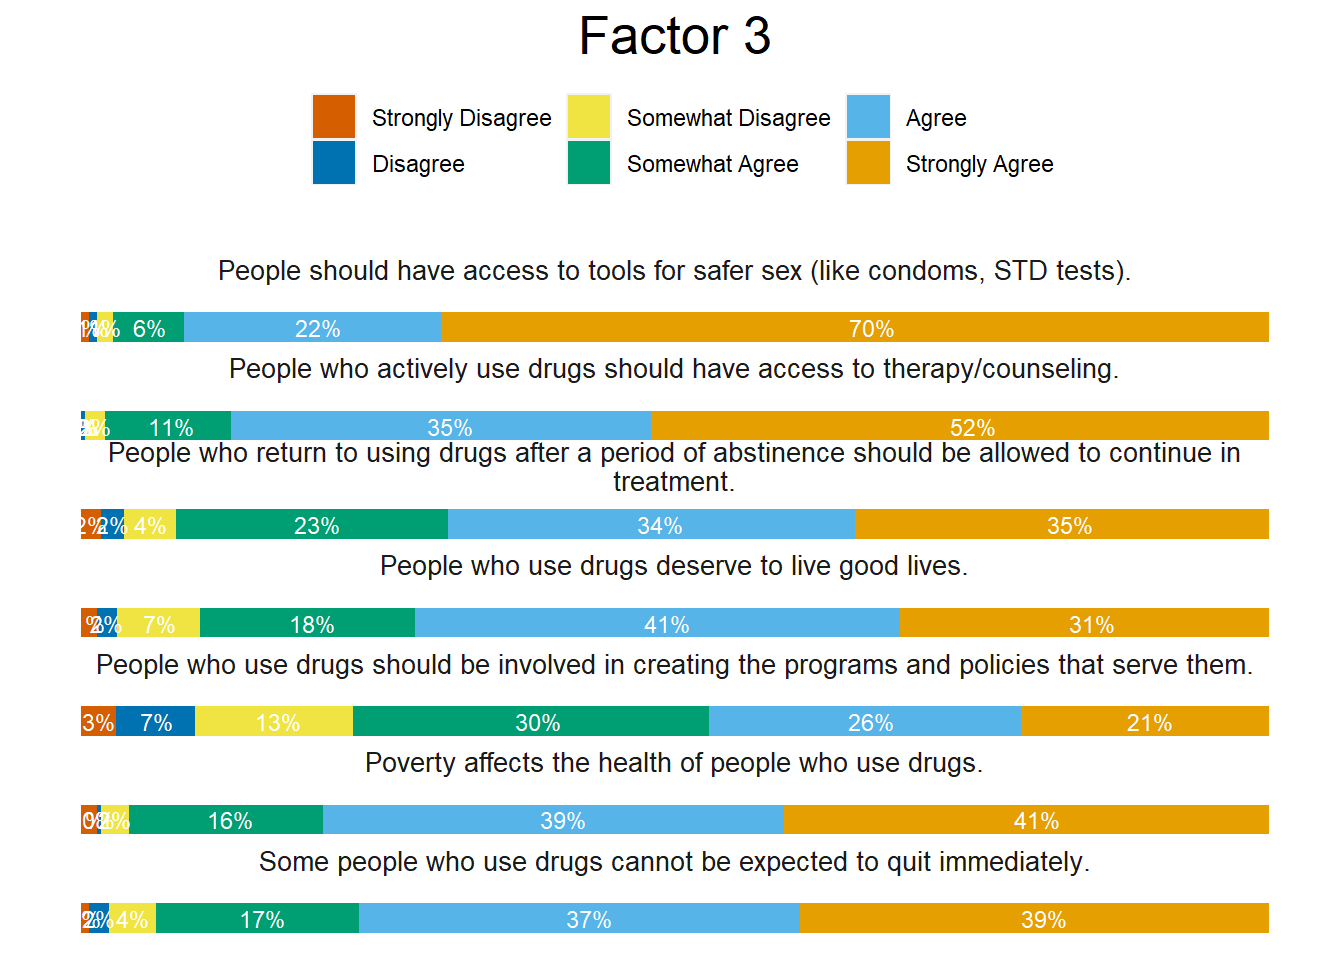 Factor 3
Strongly Disagree Somewhat Disagree Agree
Disagree Somewhat Agree Strongly Agree
People should have access to tools for safer sex (like condoms, STD tests).
6% 22% 70%
People who actively use drugs should have access to therapy/counseling.
11% 35% 52%
People who return to using drugs after a period of abstinence should be allowed to continue in
treatment.
2% 2% 4% 23% 34% 35%
People who use drugs deserve to live good lives.
2% 7% 18% 41% 31%
People who use drugs should be involved in creating the programs and policies that serve them.
3% 7% 13% 30% 26% 21%
Poverty affects the health of people who use drugs.
16% 39% 41%
Some people who use drugs cannot be expected to quit immediately.
2% 4% 17% 37% 39%